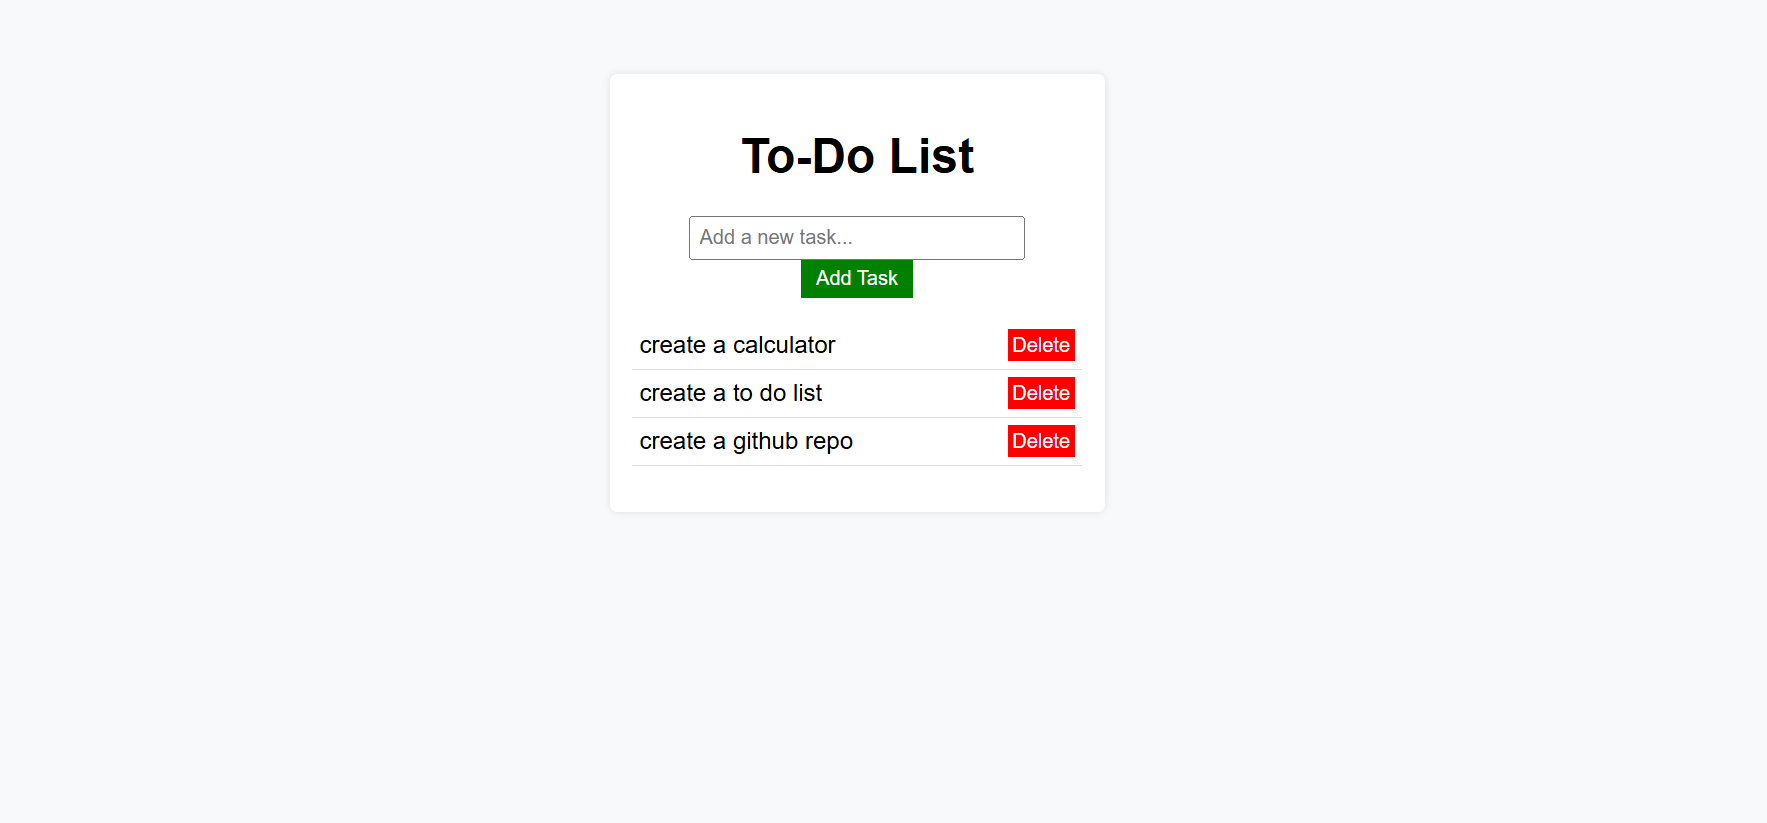 To-Do List
Add a new task...
Add Task
create a calculator Delete
create a to do list Delete
create a github repo Delete